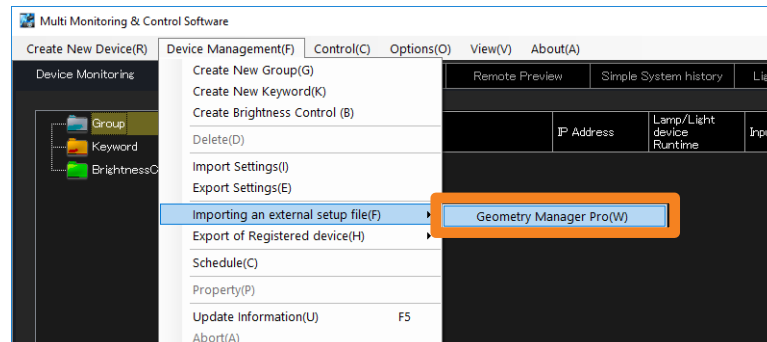 Multi Monitoring & Control Software
Create New Device(R) Device Management(F) Control(C) Options(O) View(V) About(A)
Device Monitoring Remote Preview Simple System history
Create New Group(G)
Create New Keyword(K)
Create Brightness Control (B)
Delete(D)
Import Settings(I)
Export Settings(E)
Importing an external setup file(F)
Export of Registered device(H)
Schedule(C)
Property(P)
Update Information(U) F5
Abort(A)
Geometry Manager Pro(W)
Group
Keyword
BrightnessC
IP Address
Lamp/Light
device
Runtime